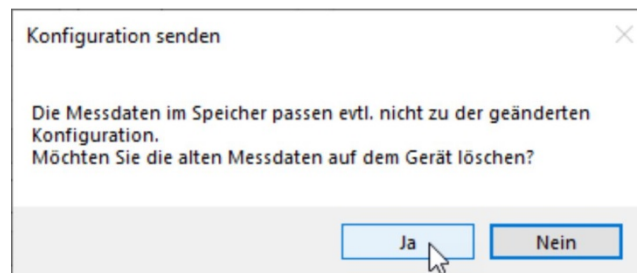 Konfiguration senden
Die Messdaten im Speicher passen evtl. nicht zu der geänderten
Konfiguration.
Möchten Sie die alten Messdaten auf dem Gerät löschen?
Ja
Nein